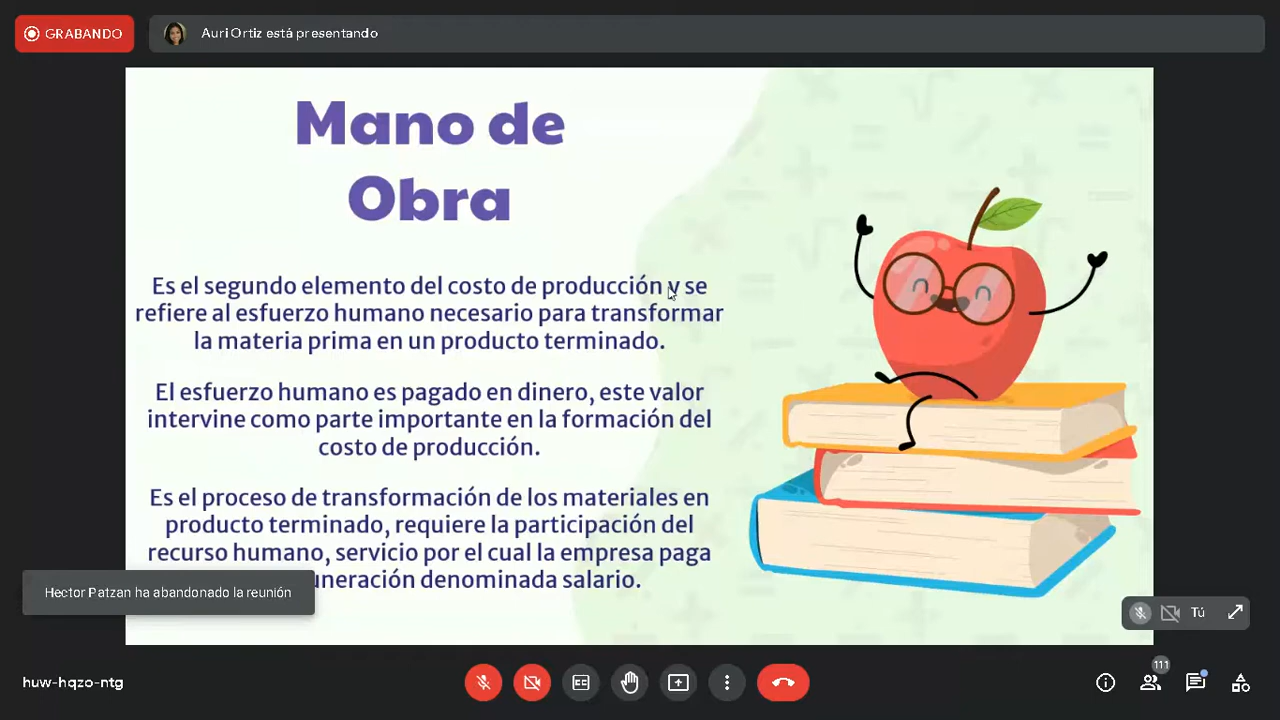 GRABANDO
Auri Ortiz está presentando
Mano de
Obra
Es el segundo elemento del costo de producción y se
refiere al esfuerzo humano necesario para transformar
la materia prima en un producto terminado.
El esfuerzo humano es pagado en dinero, este valor
intervine como parte importante en la formación del
costo de producción.
Es el proceso de transformación de los materiales en
producto terminado, requiere la participación del
recurso humano, servicio por el cual la empresa paga
uneración denominada salario.
Hector Patzan ha abandonado la reunión
Tú
huw-hqzo-ntg
111